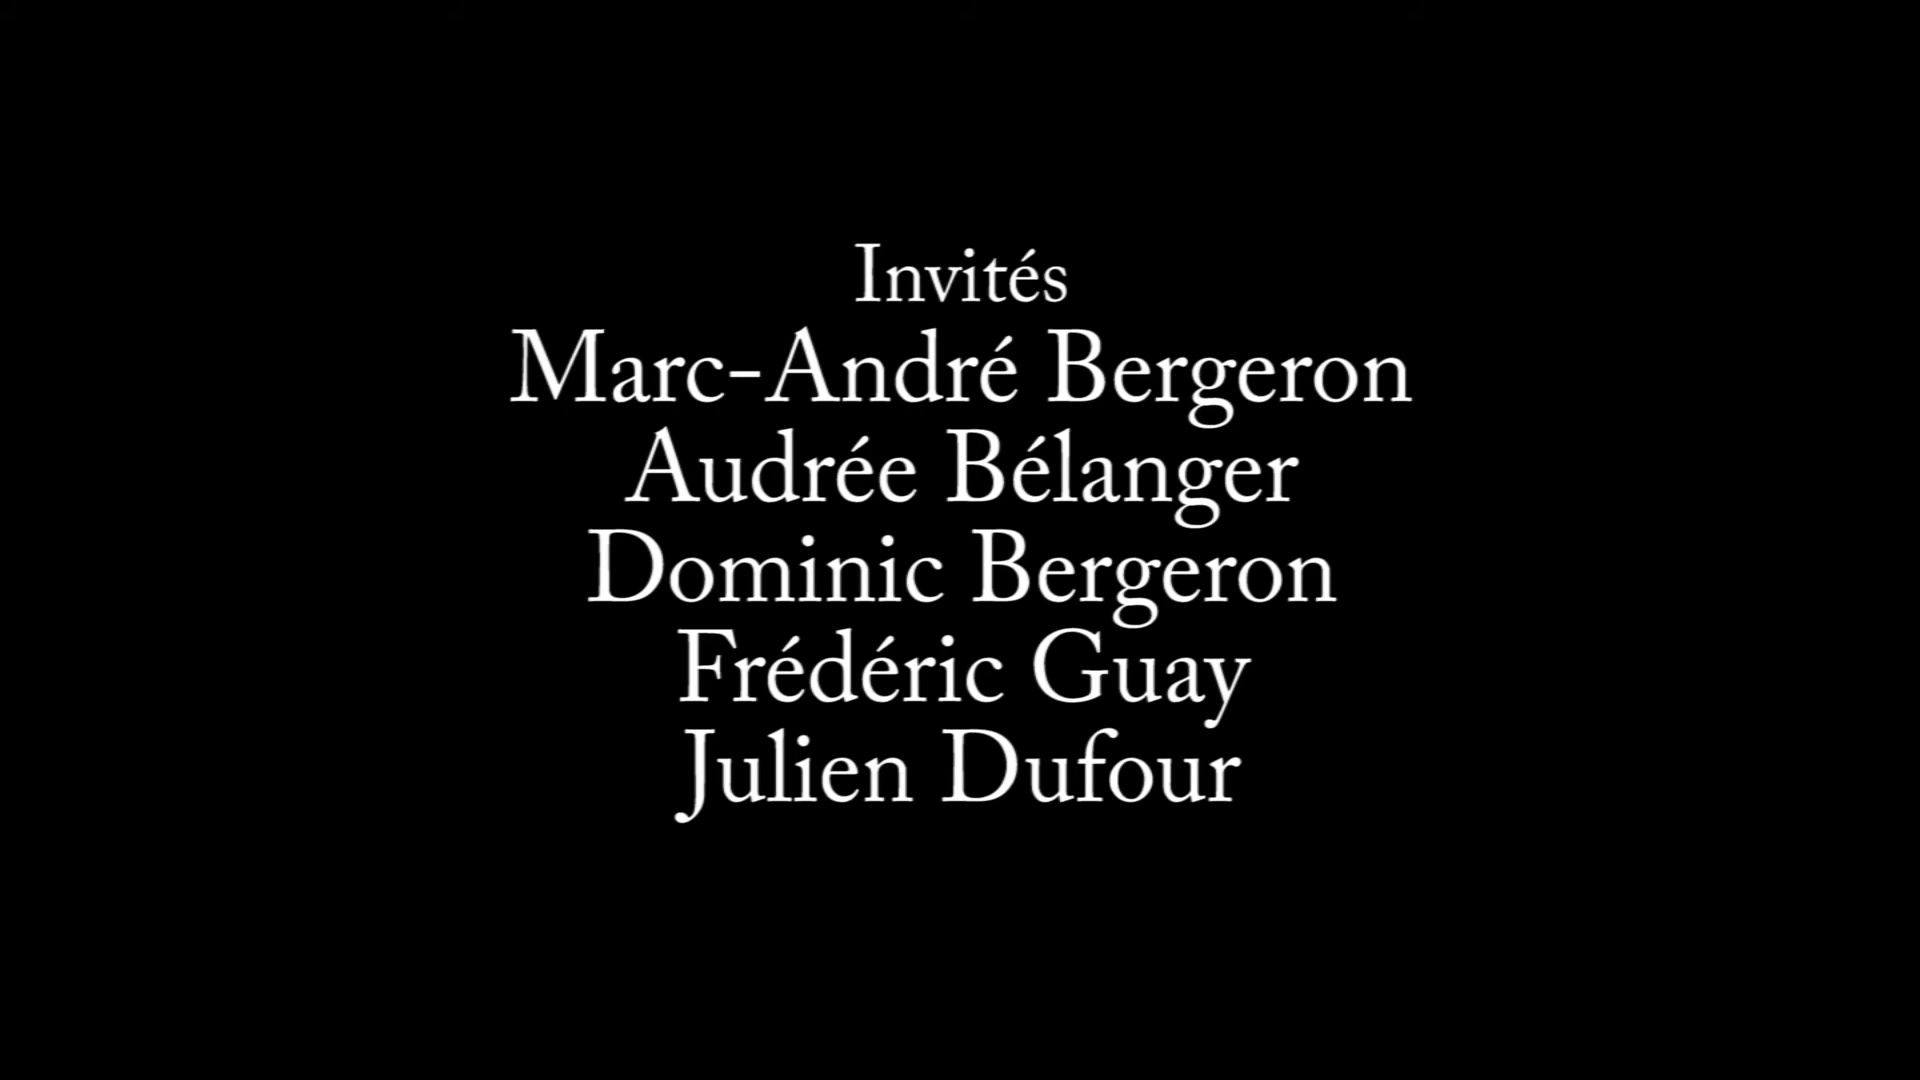 Invités
Marc-André Bergeron
Audrée Bélanger
Dominic Bergeron
Frédéric Guay
Julien Dufour